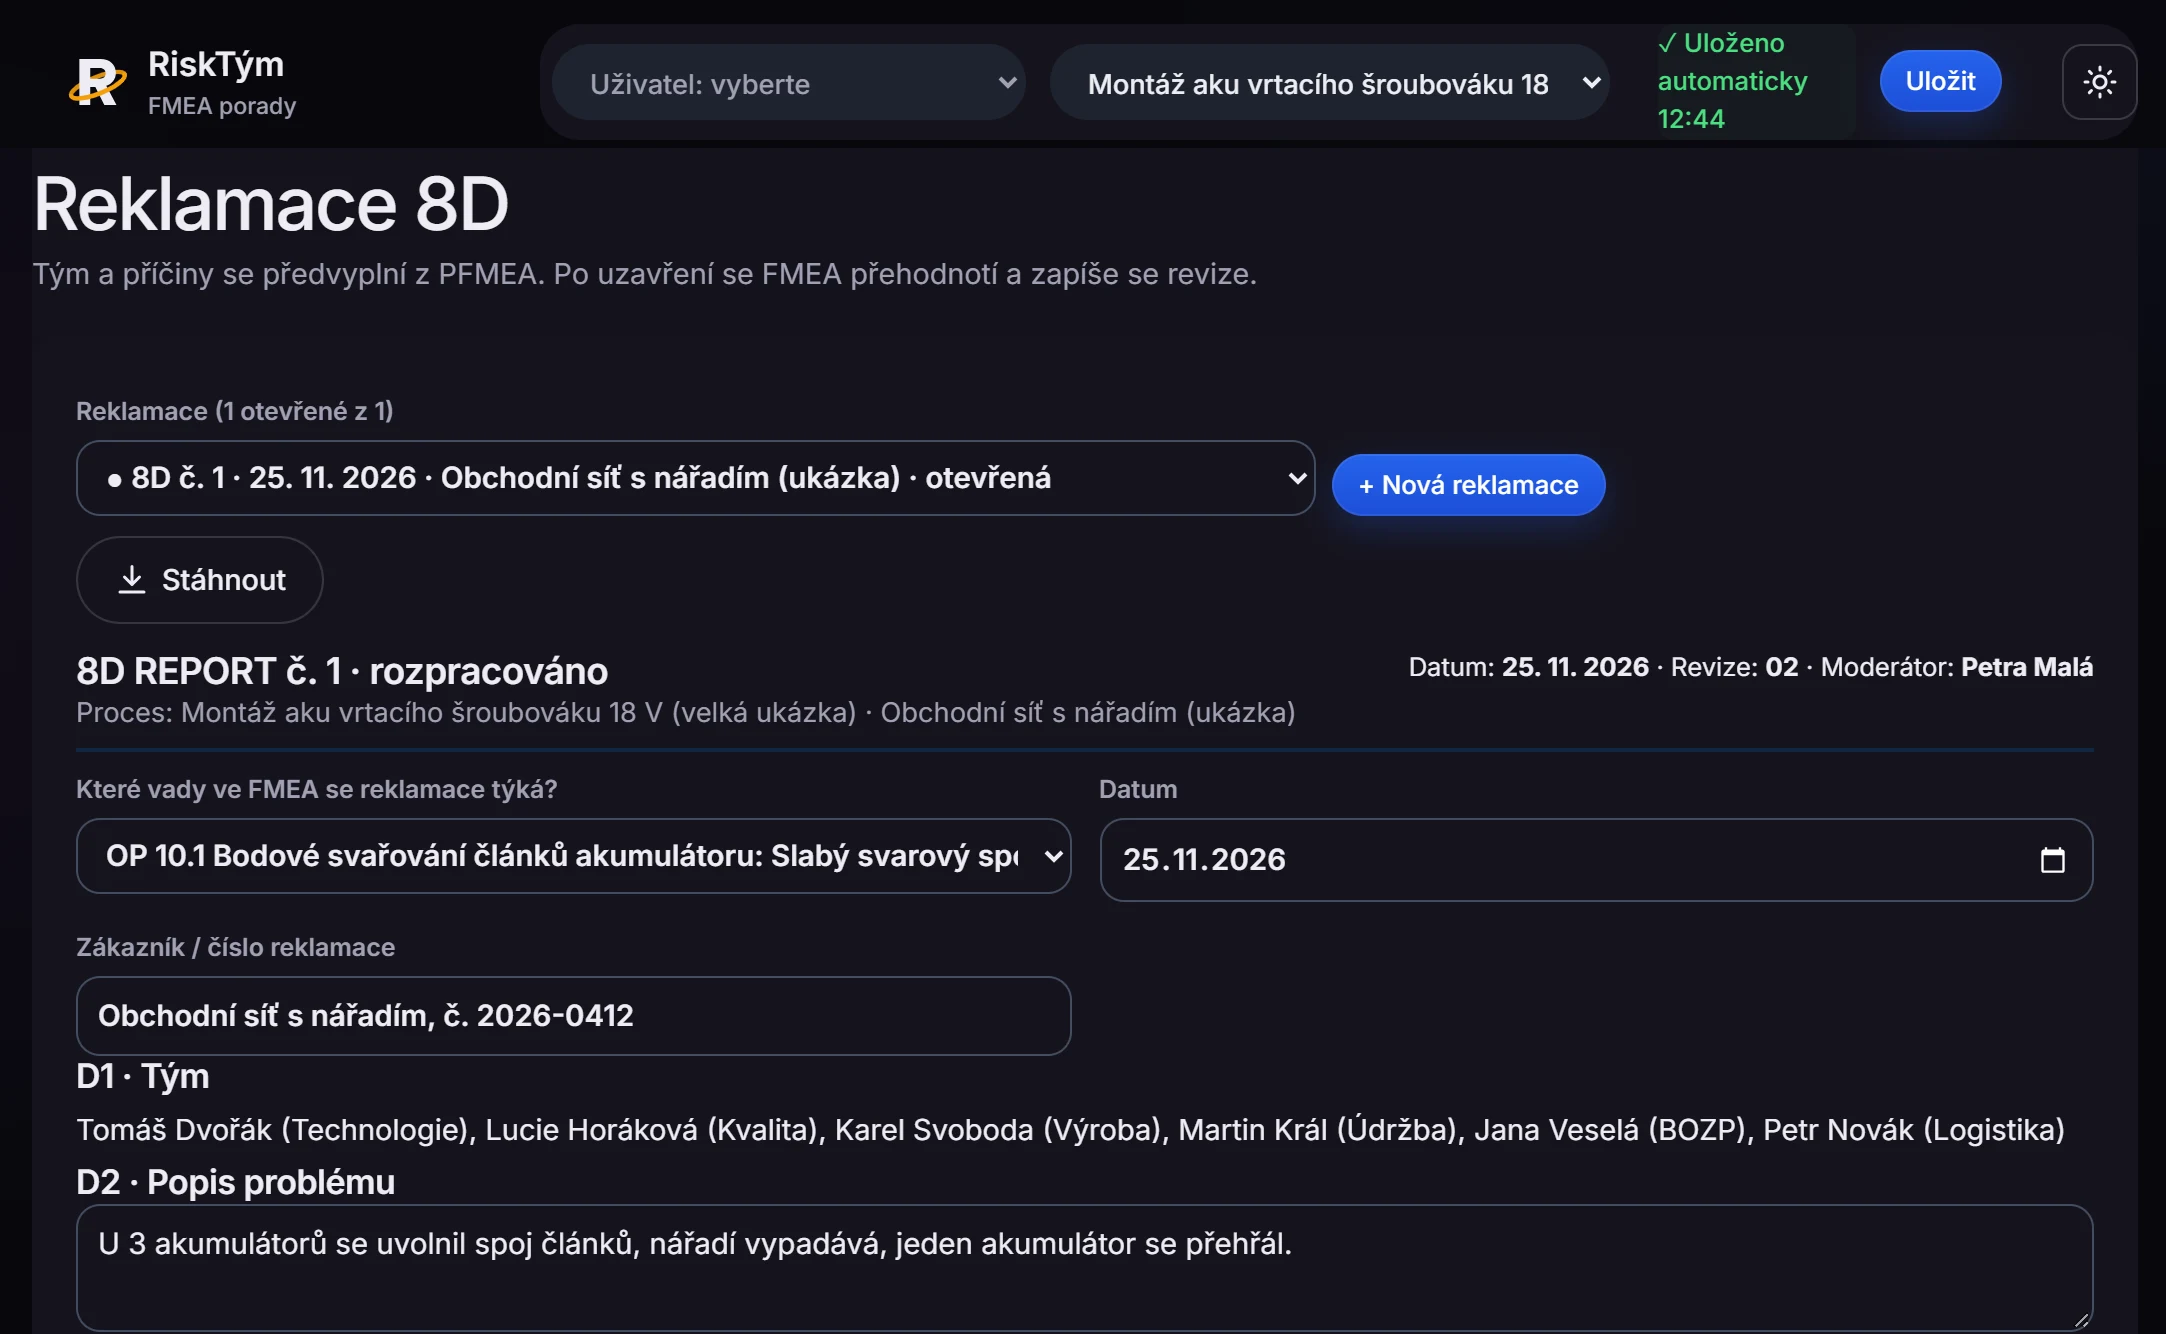 RiskTým
FMEA porady
Uživatel: vyberte
Montáž aku vrtacího šroubováku 18
✓ Uloženo
automaticky
12:44
Uložit
Reklamace 8D
Tým a příčiny se předvyplní z PFMEA. Po uzavření se FMEA přehodnotí a zapíše se revize.
Reklamace (1 otevřené z 1)
● 8D č. 1 · 25. 11. 2026 · Obchodní síť s nářadím (ukázka) · otevřená
+ Nová reklamace
Stáhnout
8D REPORT č. 1 · rozpracováno
Datum: 25. 11. 2026 · Revize: 02 · Moderátor: Petra Malá
Proces: Montáž aku vrtacího šroubováku 18 V (velká ukázka) · Obchodní síť s nářadím (ukázka)
Které vady ve FMEA se reklamace týká?
Datum
OP 10.1 Bodové svařování článků akumulátoru: Slabý svarový
25.11.2026
Zákazník / číslo reklamace
Obchodní síť s nářadím, č. 2026-0412
D1 · Tým
Tomáš Dvořák (Technologie), Lucie Horáková (Kvalita), Karel Svoboda (Výroba), Martin Král (Údržba), Jana Veselá (BOZP), Petr Novák (Logistika)
D2 · Popis problému
U 3 akumulátorů se uvolnil spoj článků, nářadí vypadává, jeden akumulátor se přehřál.